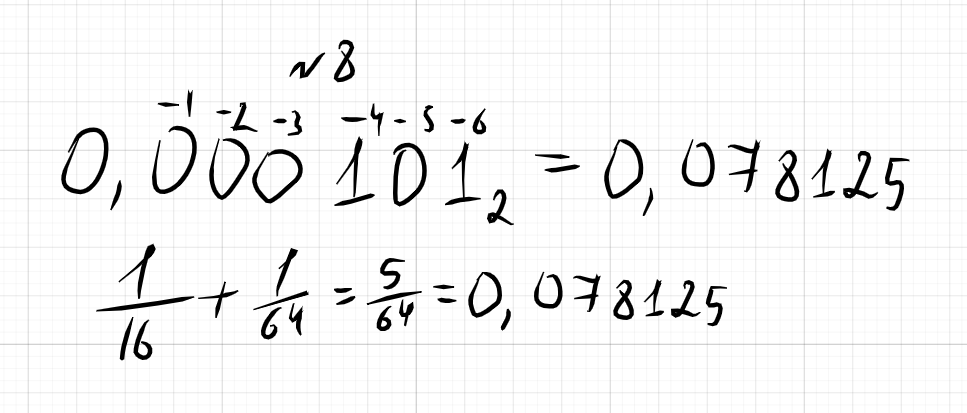 №8
-1 -2 -3 -4 -5 -6
0,000101₂ = 0,078125
1/16 + 1/64 = 5/64 = 0,078125